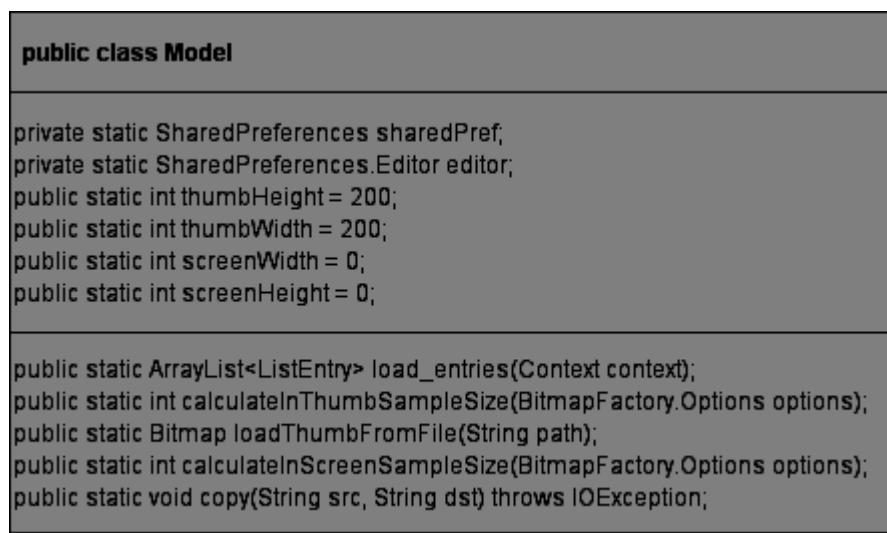 public class Model
private static SharedPreferences sharedPref;
private static SharedPreferences.Editor editor;
public static int thumbHeight = 200;
public static int thumbWidth = 200;
public static int screenWidth = 0;
public static int screenHeight = 0;
public static ArrayList<ListEntry> load_entries(Context context);
public static int calculateInThumbSampleSize(BitmapFactory.Options options);
public static Bitmap loadThumbFromFile(String path);
public static int calculateInScreenSampleSize(BitmapFactory.Options options);
public static void copy(String src, String dst) throws IOException;